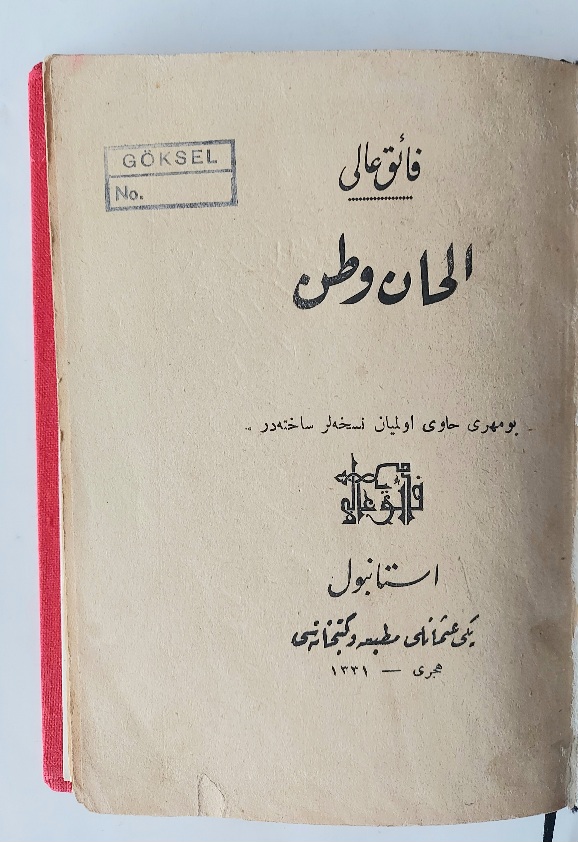 GÖKSEL
No.
فائق عالی
الحان وطن
بو مهری حاوی اولمیان نسخه‌لر ساخته‌در
فائق عالی
استانبول
یکی عثمانلی مطبعه و کتبخانه‌سی
هجری — ١٣٣١